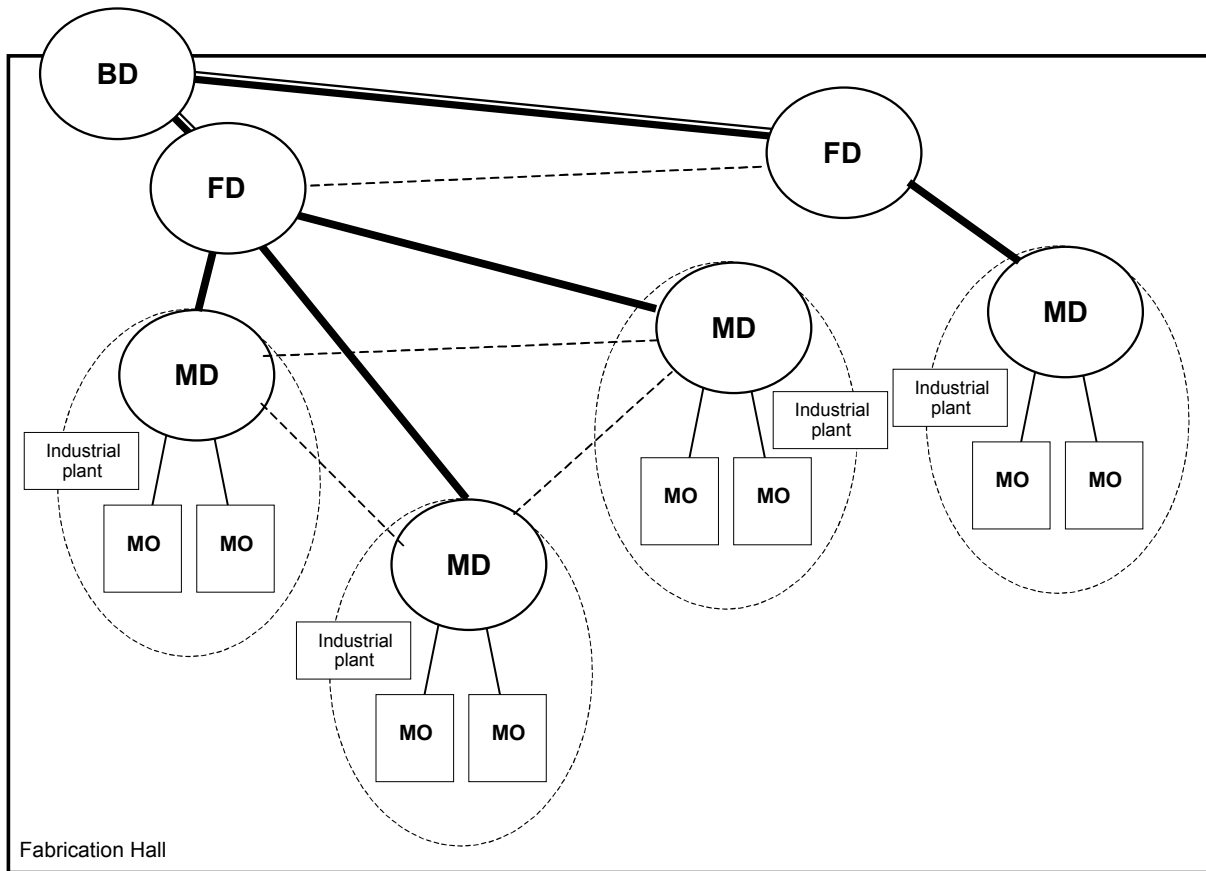 BD
FD
FD
MD
MD
MD
Industrial
plant
Industrial
plant
Industrial
plant
MO
MO
MO
MO
MO
MO
MD
Industrial
plant
MO
MO
Fabrication Hall